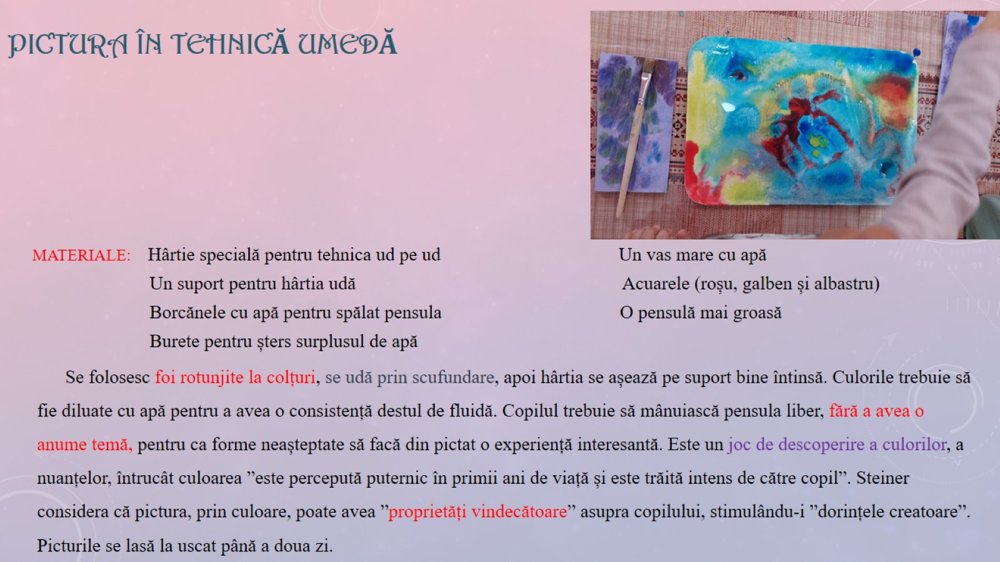 PICTURA ÎN TEHNICĂ UMEDĂ
MATERIALE: Hârtie specială pentru tehnica ud pe ud Un vas mare cu apă
Un suport pentru hârtia udă Acuarele (roșu, galben și albastru)
Borcănele cu apă pentru spălat pensula O pensulă mai groasă
Burete pentru șters surplusul de apă
Se folosesc foi rotunjite la colțuri, se udă prin scufundare, apoi hârtia se așează pe suport bine întinsă. Culorile trebuie să
fie diluate cu apă pentru a avea o consistență destul de fluidă. Copilul trebuie să mânuiască pensula liber, fără a avea o
anume temă, pentru ca forme neașteptate să facă din pictat o experiență interesantă. Este un joc de descoperire a culorilor, a
nuanțelor, întrucât culoarea ”este percepută puternic în primii ani de viață și este trăită intens de către copil”. Steiner
considera că pictura, prin culoare, poate avea ”proprietăți vindecătoare” asupra copilului, stimulându-i ”dorințele creatoare”.
Picturile se lasă la uscat până a doua zi.